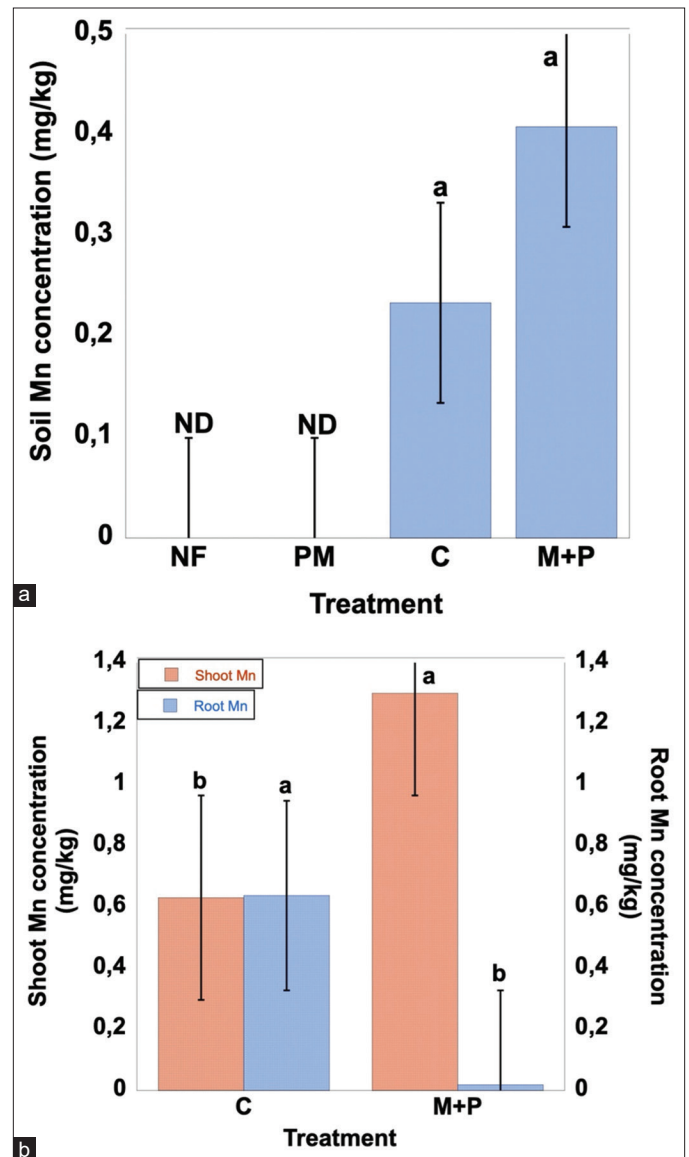 Soil Mn concentration (mg/kg)
0,5
0,4
0,3
0,2
0,1
0
ND
ND
a
a
NF PM C M+P
Treatment
a
Shoot Mn concentration
(mg/kg)
1,4
1,2
1
0,8
0,6
0,4
0,2
0
Shoot Mn
Root Mn
b
a
a
b
1,4
1,2
1
0,8
0,6
0,4
0,2
0
Root Mn concentration
(mg/kg)
C M+P
Treatment
b